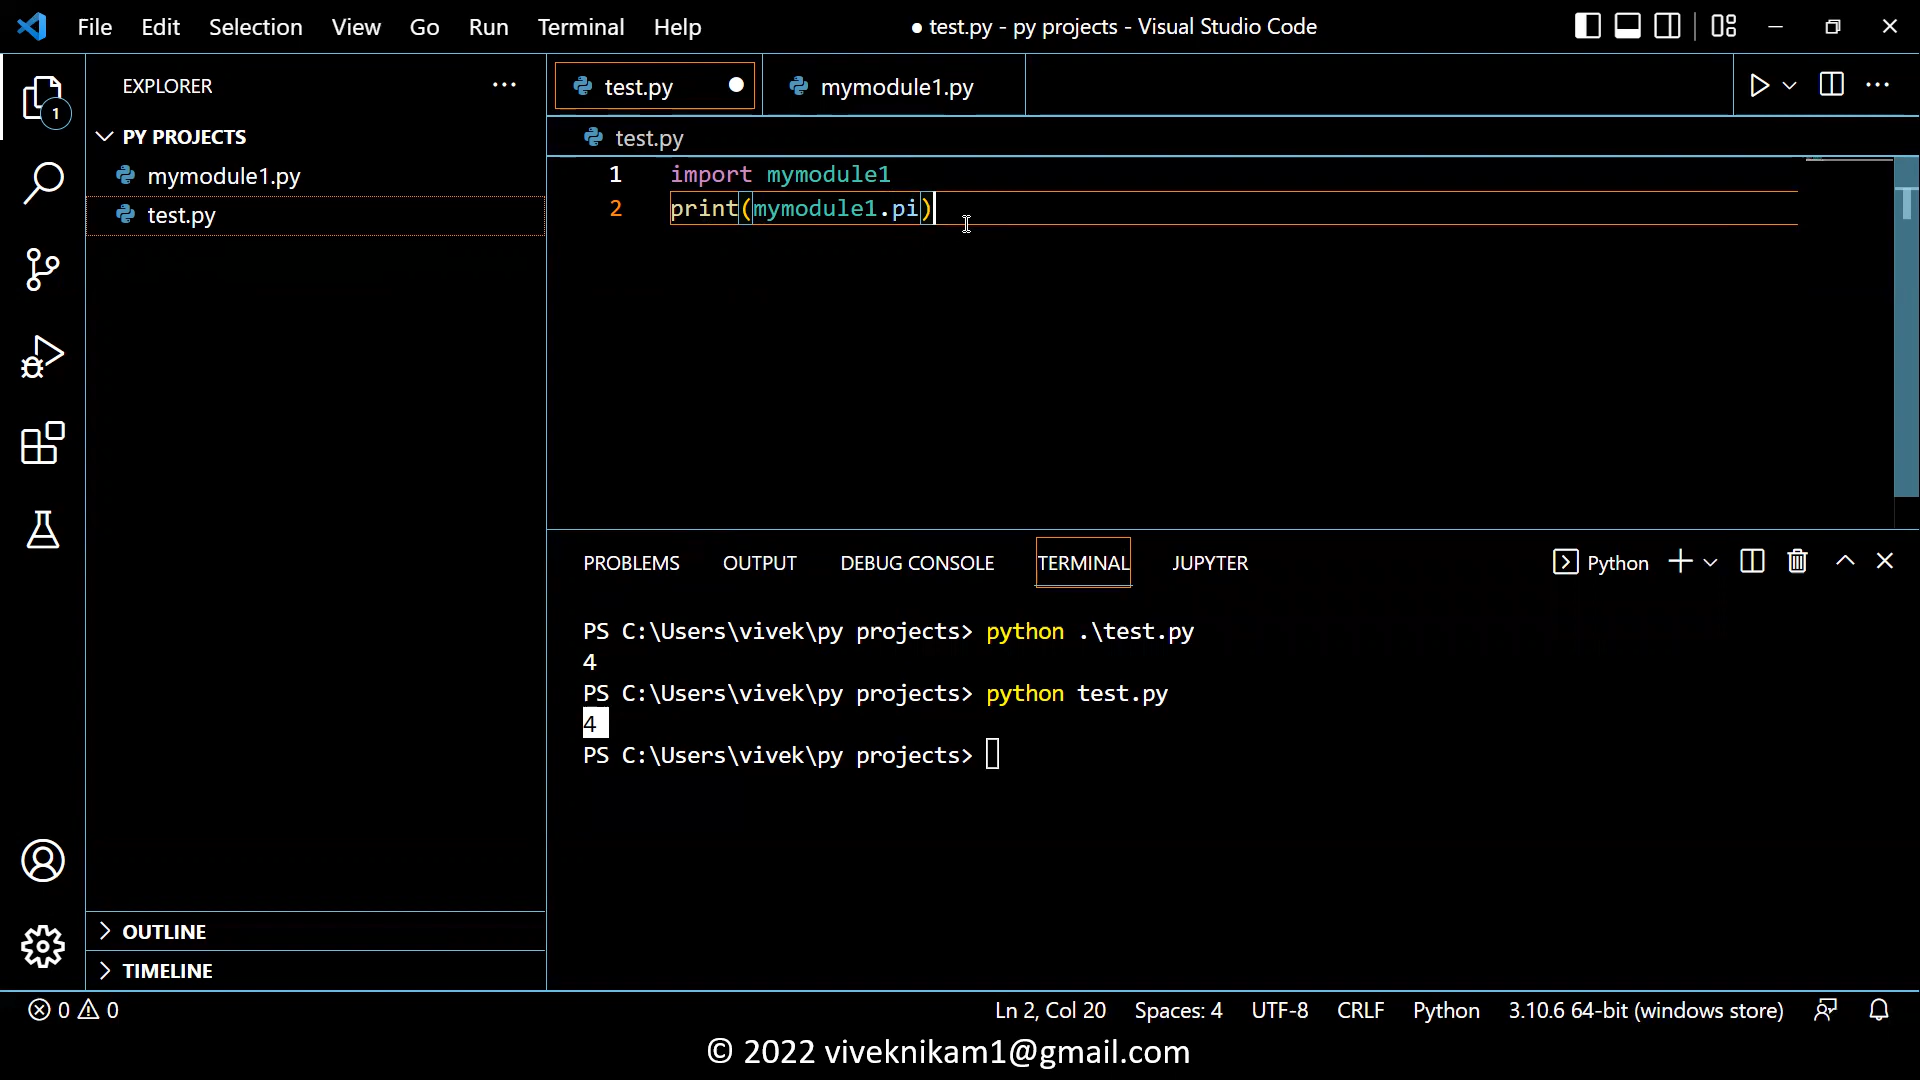 File Edit Selection View Go Run Terminal Help ● test.py - py projects - Visual Studio Code
EXPLORER
1
PY PROJECTS
mymodule1.py
test.py
test.py mymodule1.py
test.py
1 import mymodule1
2 print(mymodule1.pi)
PROBLEMS OUTPUT DEBUG CONSOLE TERMINAL JUPYTER Python
PS C:\Users\vivek\py projects> python .\test.py
4
PS C:\Users\vivek\py projects> python test.py
4
PS C:\Users\vivek\py projects>
OUTLINE
TIMELINE
0 0 Ln 2, Col 20 Spaces: 4 UTF-8 CRLF Python 3.10.6 64-bit (windows store)
© 2022 viveknikam1@gmail.com